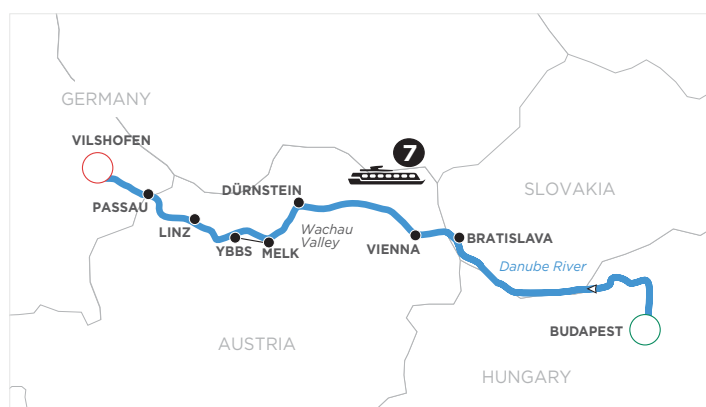 GERMANY
VILSHOFEN
PASSAU
LINZ
YBBS
MELK
DÜRNSTEIN
Wachau
Valley
7
VIENNA
BRATISLAVA
SLOVAKIA
Danube River
BUDAPEST
AUSTRIA
HUNGARY